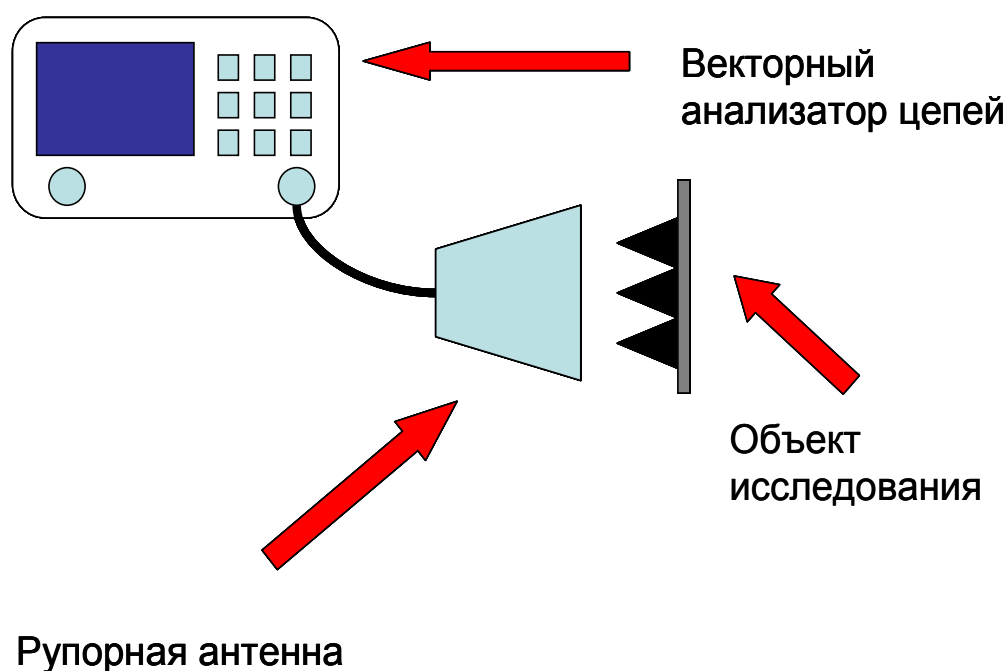 Векторный
анализатор цепей
Объект
исследования
Рупорная антенна